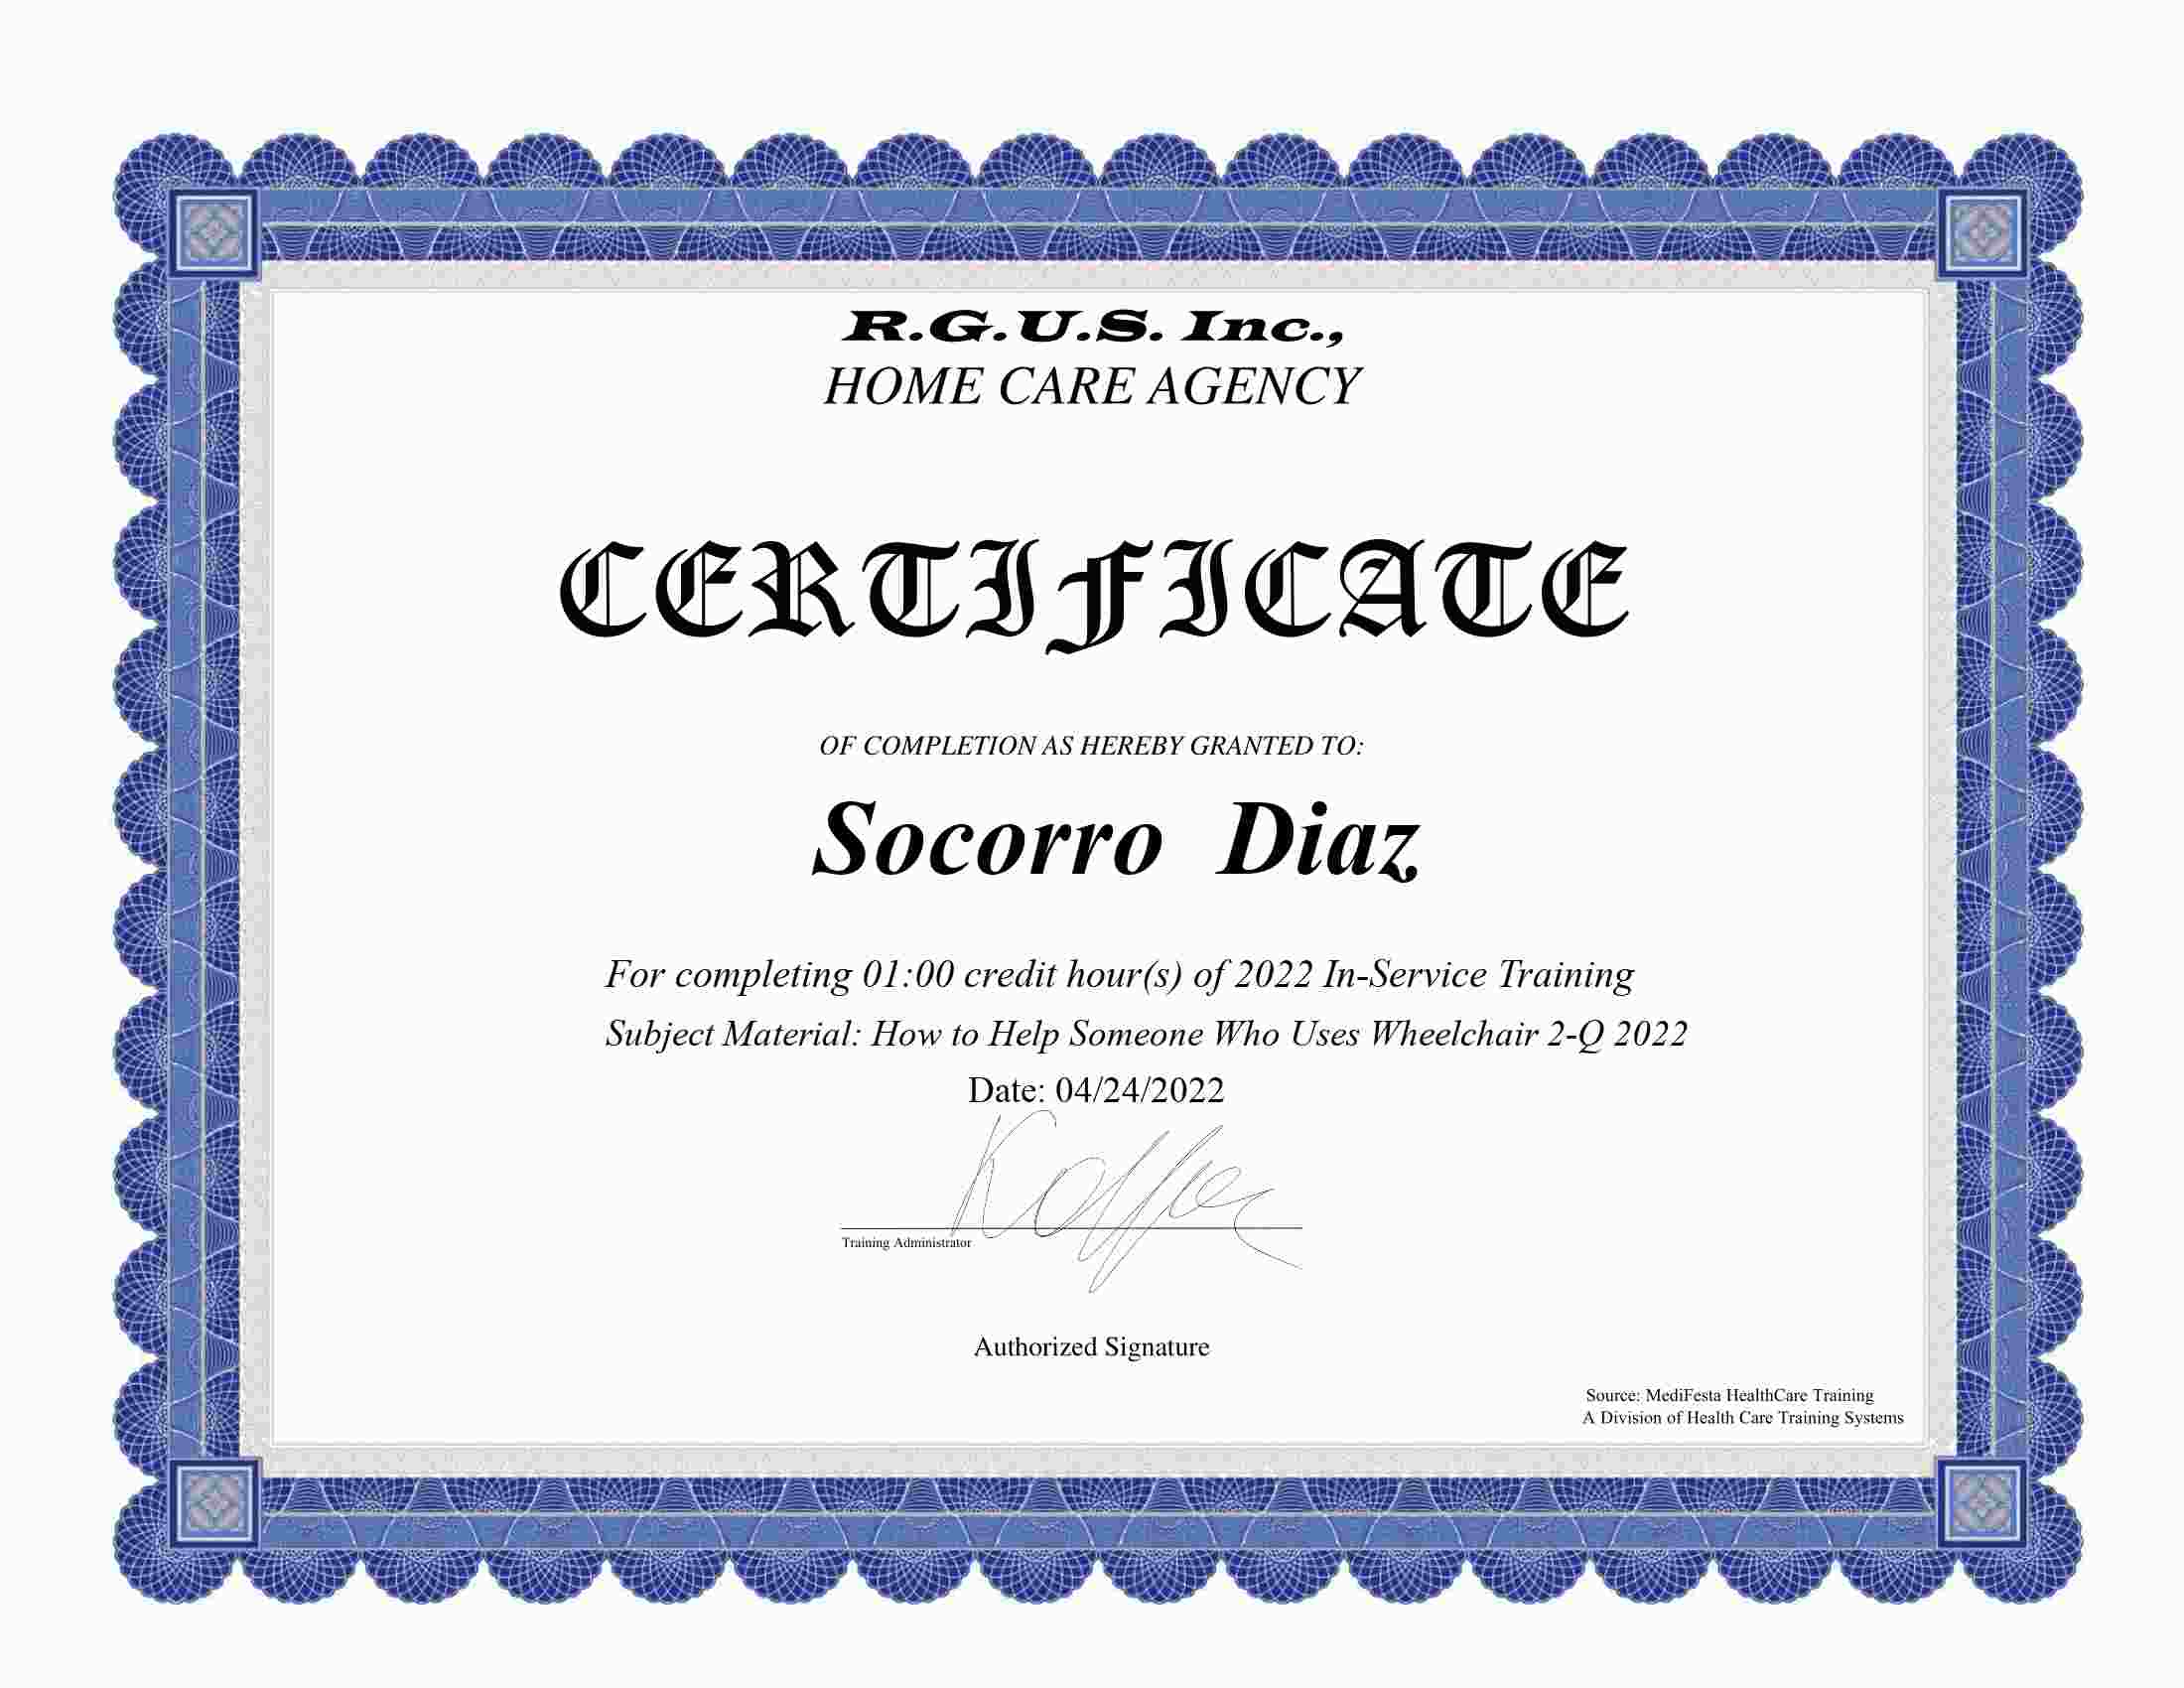 R.G.U.S. Inc.,
HOME CARE AGENCY
CERTIFICATE
OF COMPLETION AS HEREBY GRANTED TO:
Socorro Diaz
For completing 01:00 credit hour(s) of 2022 In-Service Training
Subject Material: How to Help Someone Who Uses Wheelchair 2-Q 2022
Date: 04/24/2022
Training Administrator
Authorized Signature
Source: MediFesta HealthCare Training
A Division of Health Care Training Systems